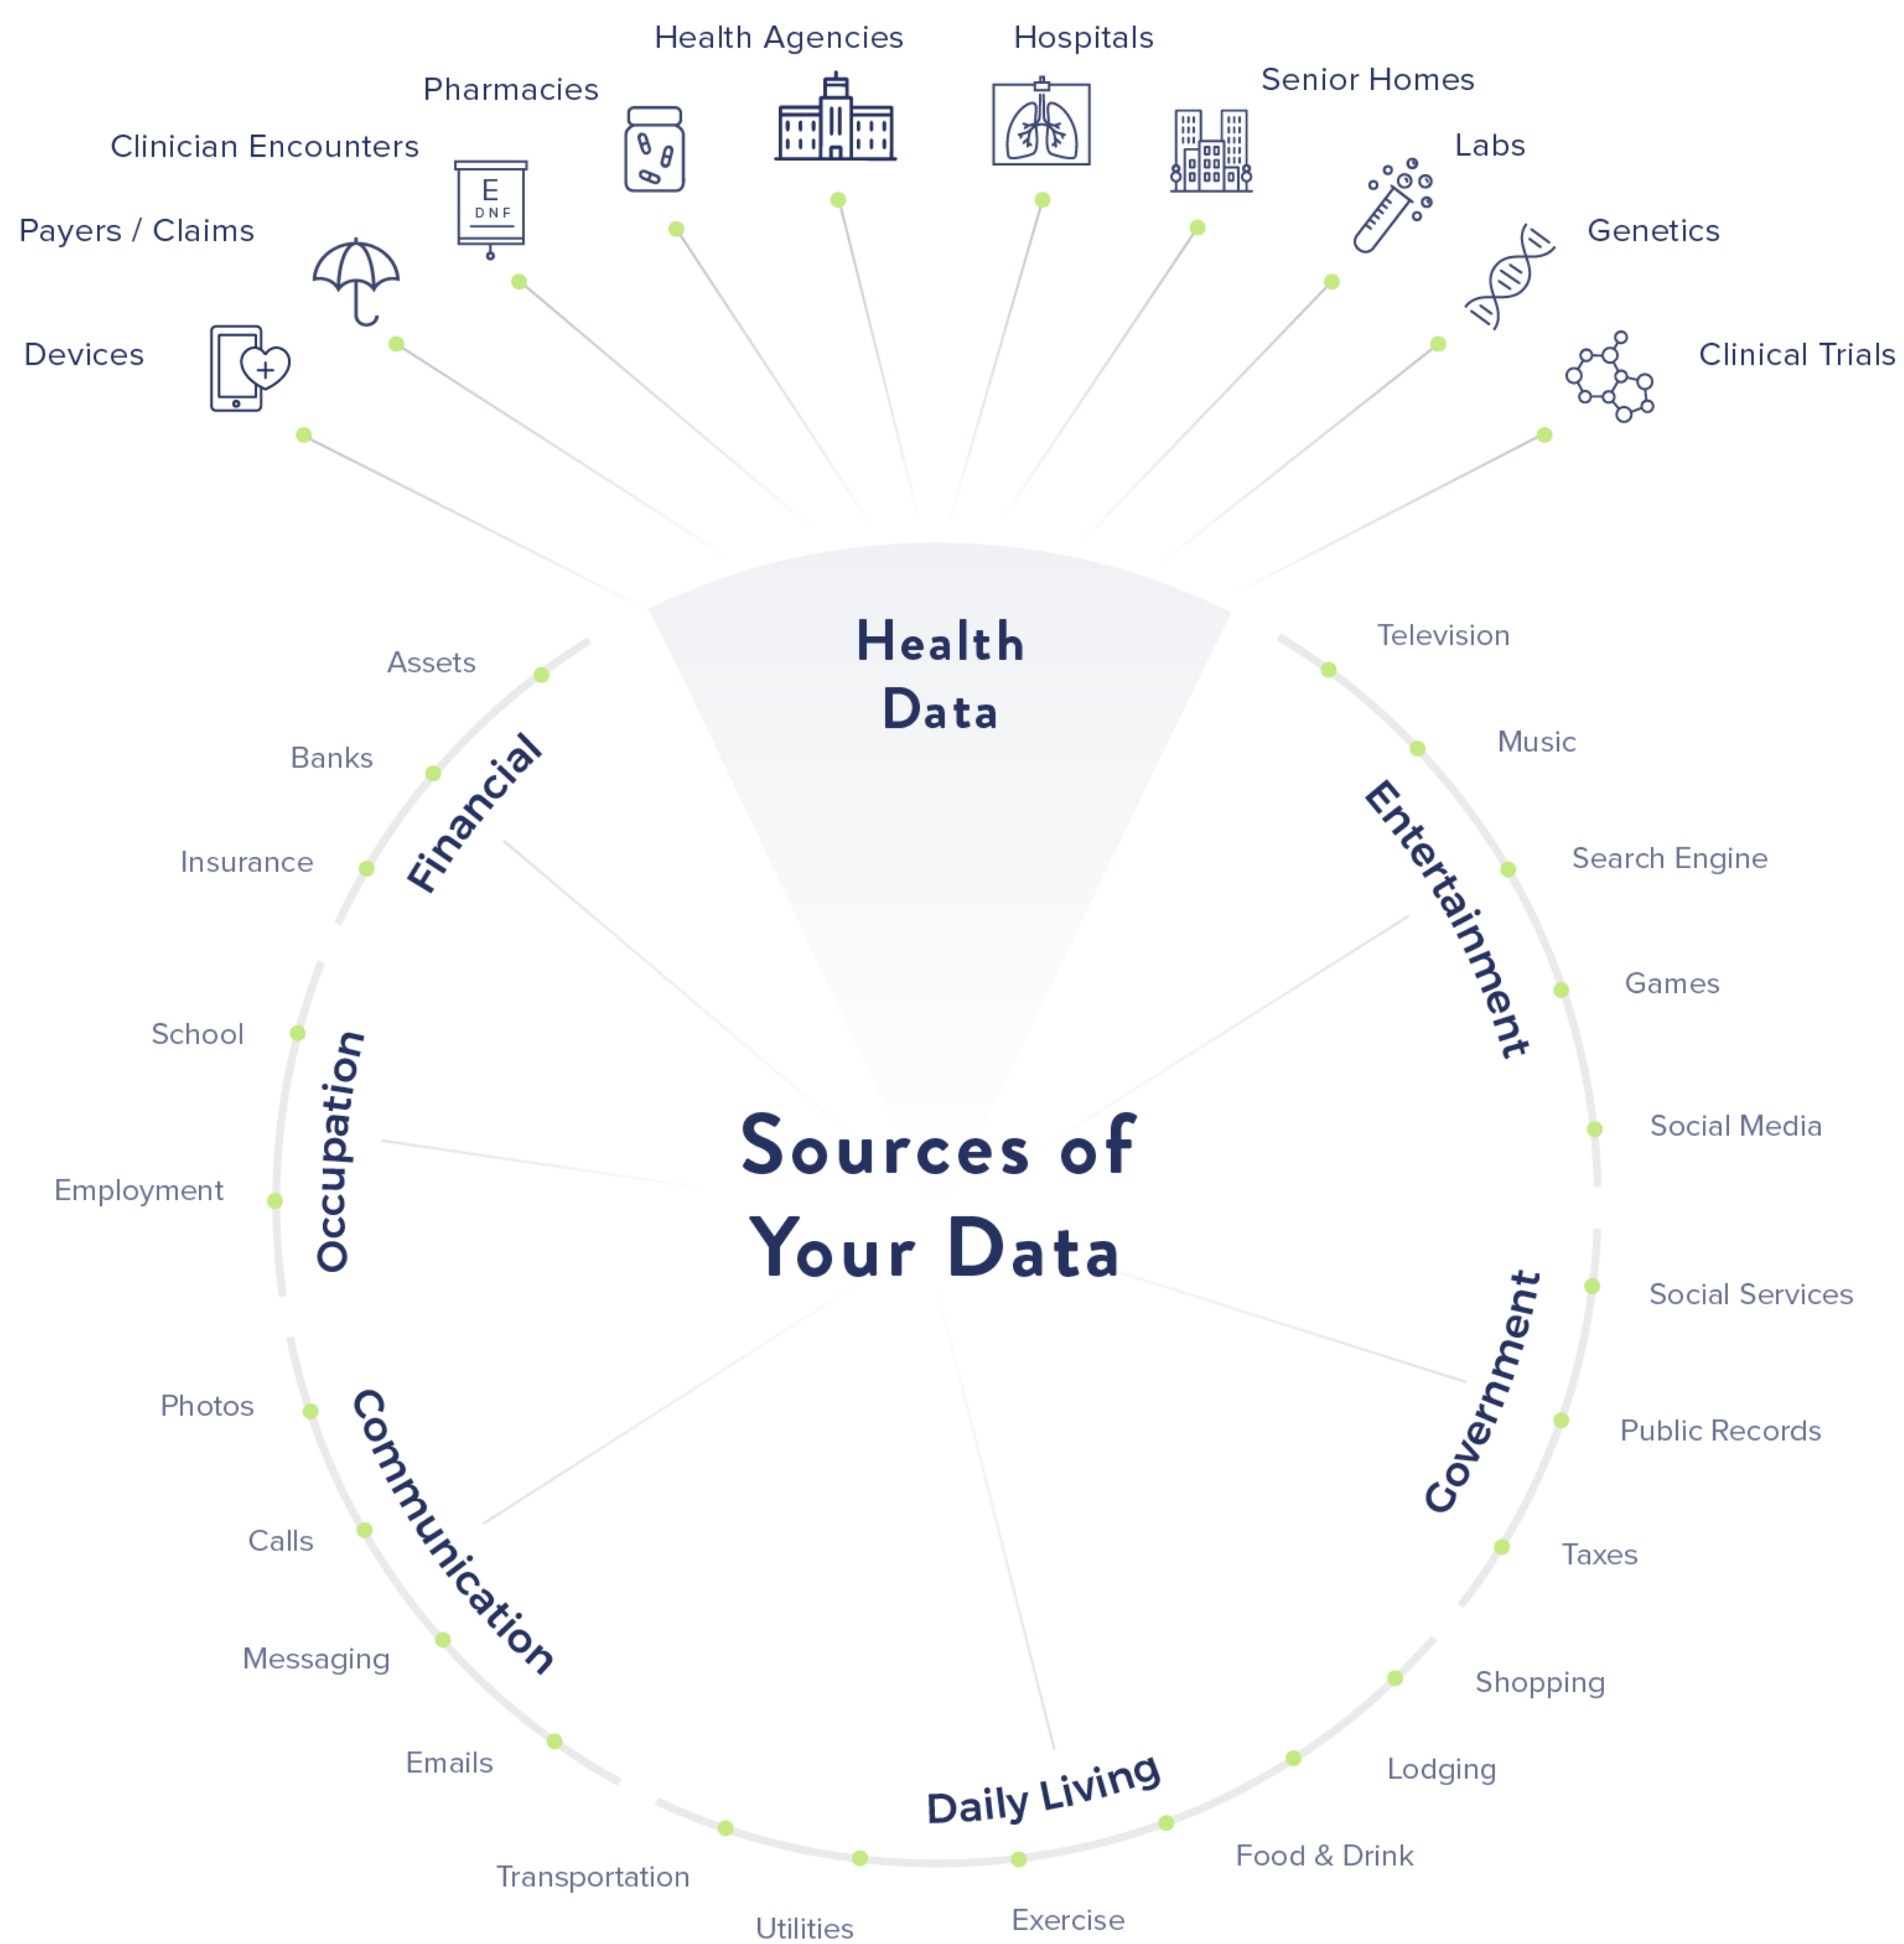 Health Agencies
Hospitals
Pharmacies
Senior Homes
Clinician Encounters
Labs
E
DNF
Payers / Claims
Genetics
Devices
Clinical Trials
Health
Data
Television
Assets
Music
Banks
Financial
Entertainment
Insurance
Search Engine
Games
School
Occupation
Social Media
Sources of
Your Data
Employment
Social Services
Government
Photos
Communication
Public Records
Calls
Taxes
Messaging
Shopping
Emails
Lodging
Daily Living
Food & Drink
Transportation
Exercise
Utilities